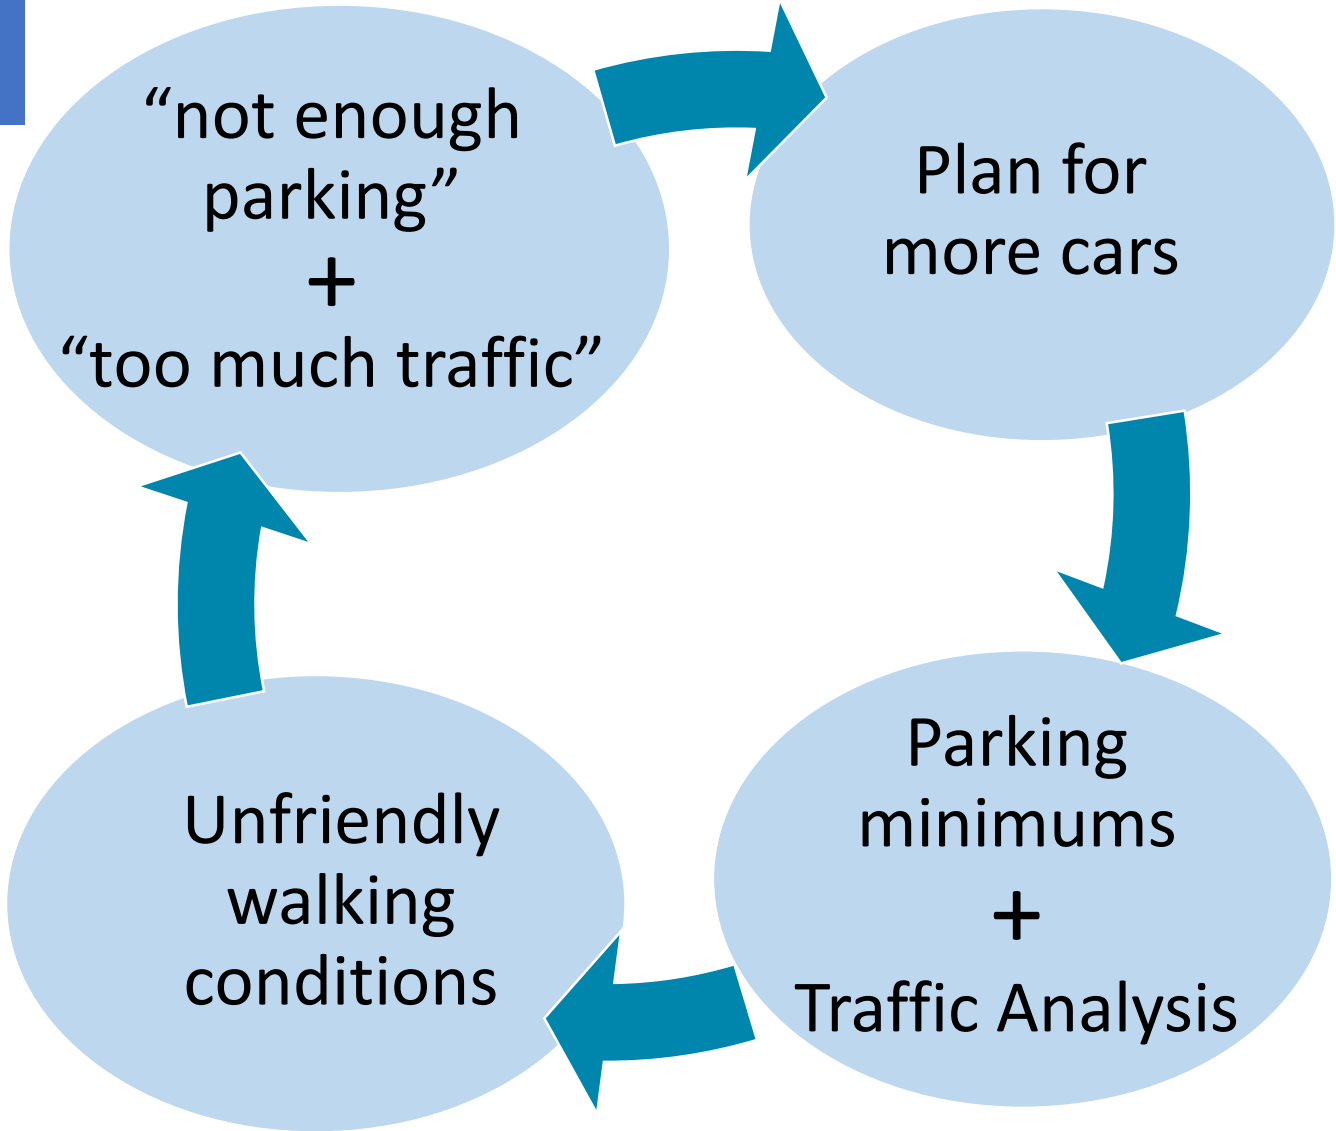 “not enough
parking”
+
“too much traffic”
Plan for
more cars
Parking
minimums
+
Traffic Analysis
Unfriendly
walking
conditions